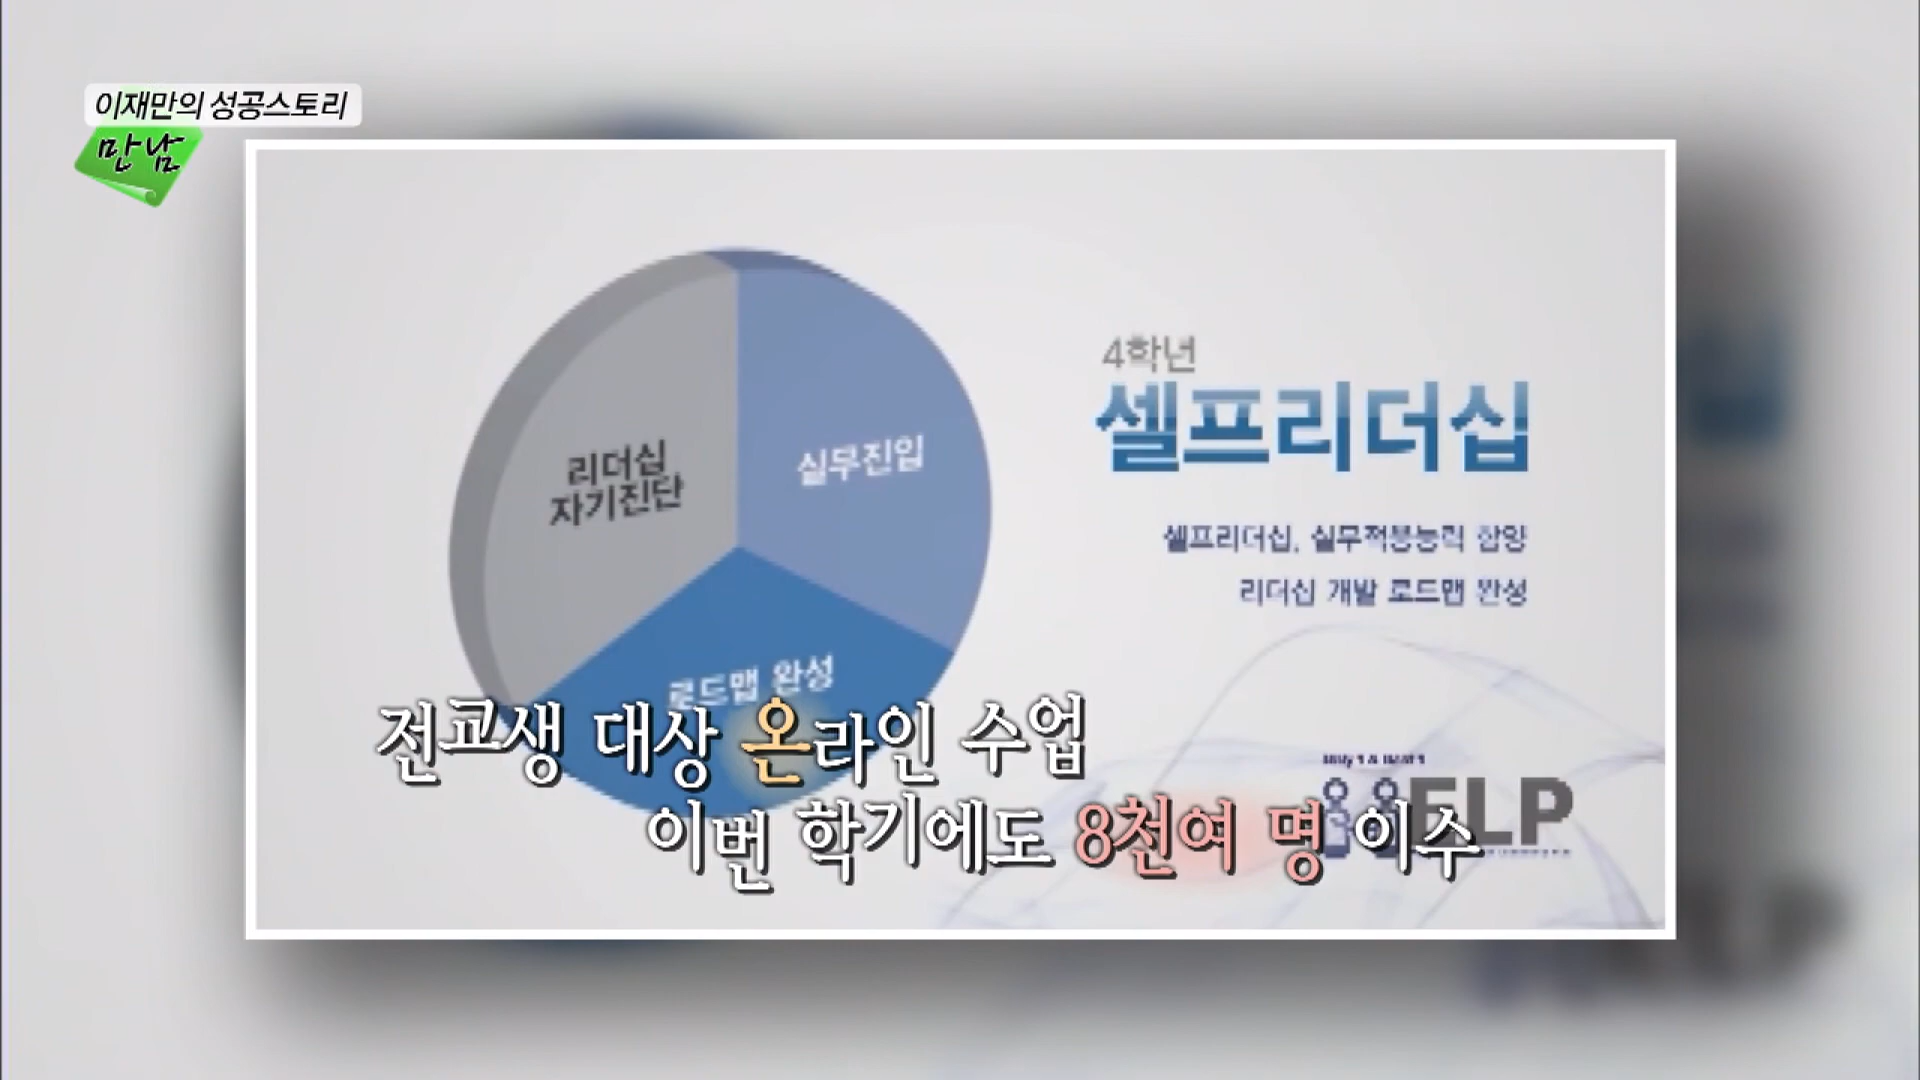 이재만의 성공스토리
만남
4학년
셀프리더십
리더십
자기진단
실무진입
셀프리더십, 실무적응능력 함양
리더십 개발 로드맵 완성
로드맵 완성
전교생 대상 온라인 수업
이번 학기에도 8천여 명 이수
ELP